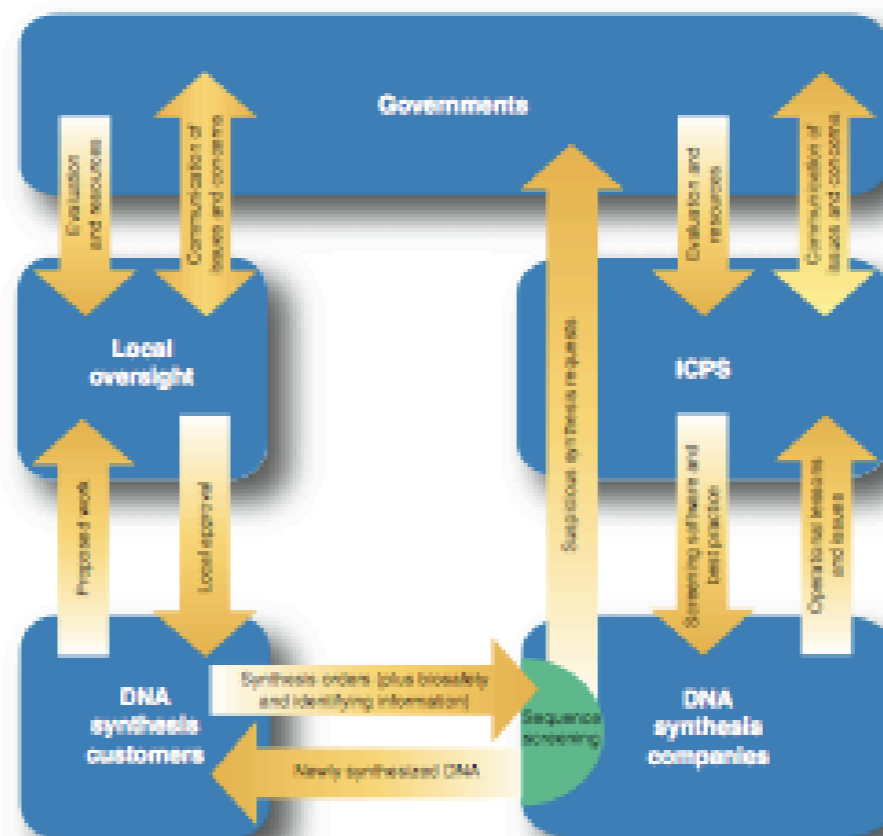 Governments
Evaluation
and resources
Communication of
issues and concerns
Suspicious synthesis requests
Evaluation and
resources
Communication of
issues and concerns
Local
oversight
ICPS
Proposed work
Local approval
Screening software and
best practice
Operational lessons
and issues
DNA
synthesis
customers
Synthesis orders (plus biosafety
and identifying information)
Newly synthesized DNA
Sequence
screening
DNA
synthesis
companies